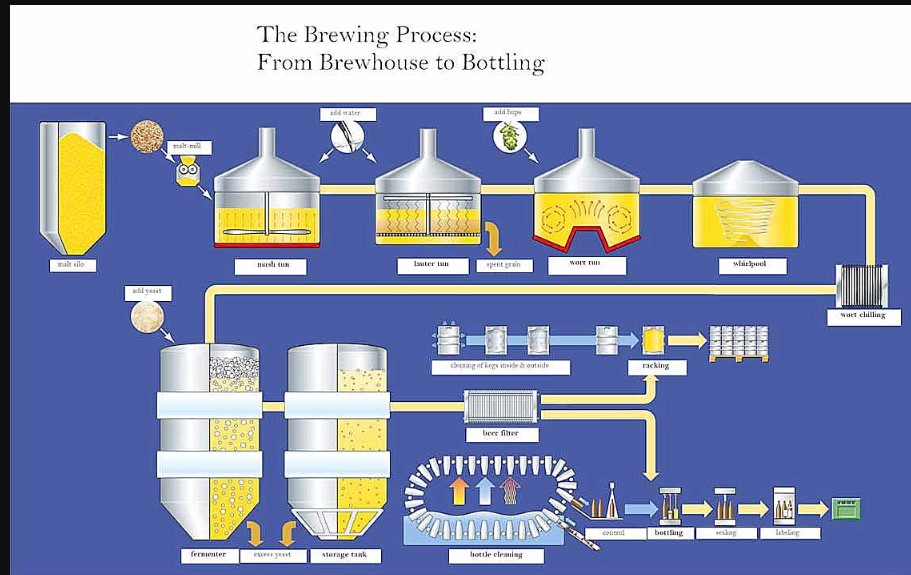 The Brewing Process:
From Brewhouse to Bottling
add water
add hops
malt-mill
malt silo
mash tun
lauter tun
spent grain
wort tun
whirlpool
wort chilling
add yeast
cleaning of kegs inside & outside
racking
beer filter
fermenter
excess yeast
storage tank
bottle cleaning
control
bottling
sealing
labeling